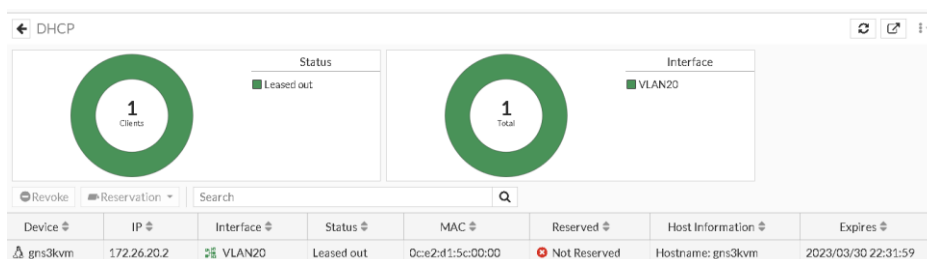 DHCP
Status
1
Clients
Leased out
Interface
1
Total
VLAN20
Revoke Reservation Search
Device IP Interface Status MAC Reserved Host Information Expires
gns3kvm 172.26.20.2 VLAN20 Leased out 0c:e2:d1:5c:00:00 Not Reserved Hostname: gns3kvm 2023/03/30 22:31:59